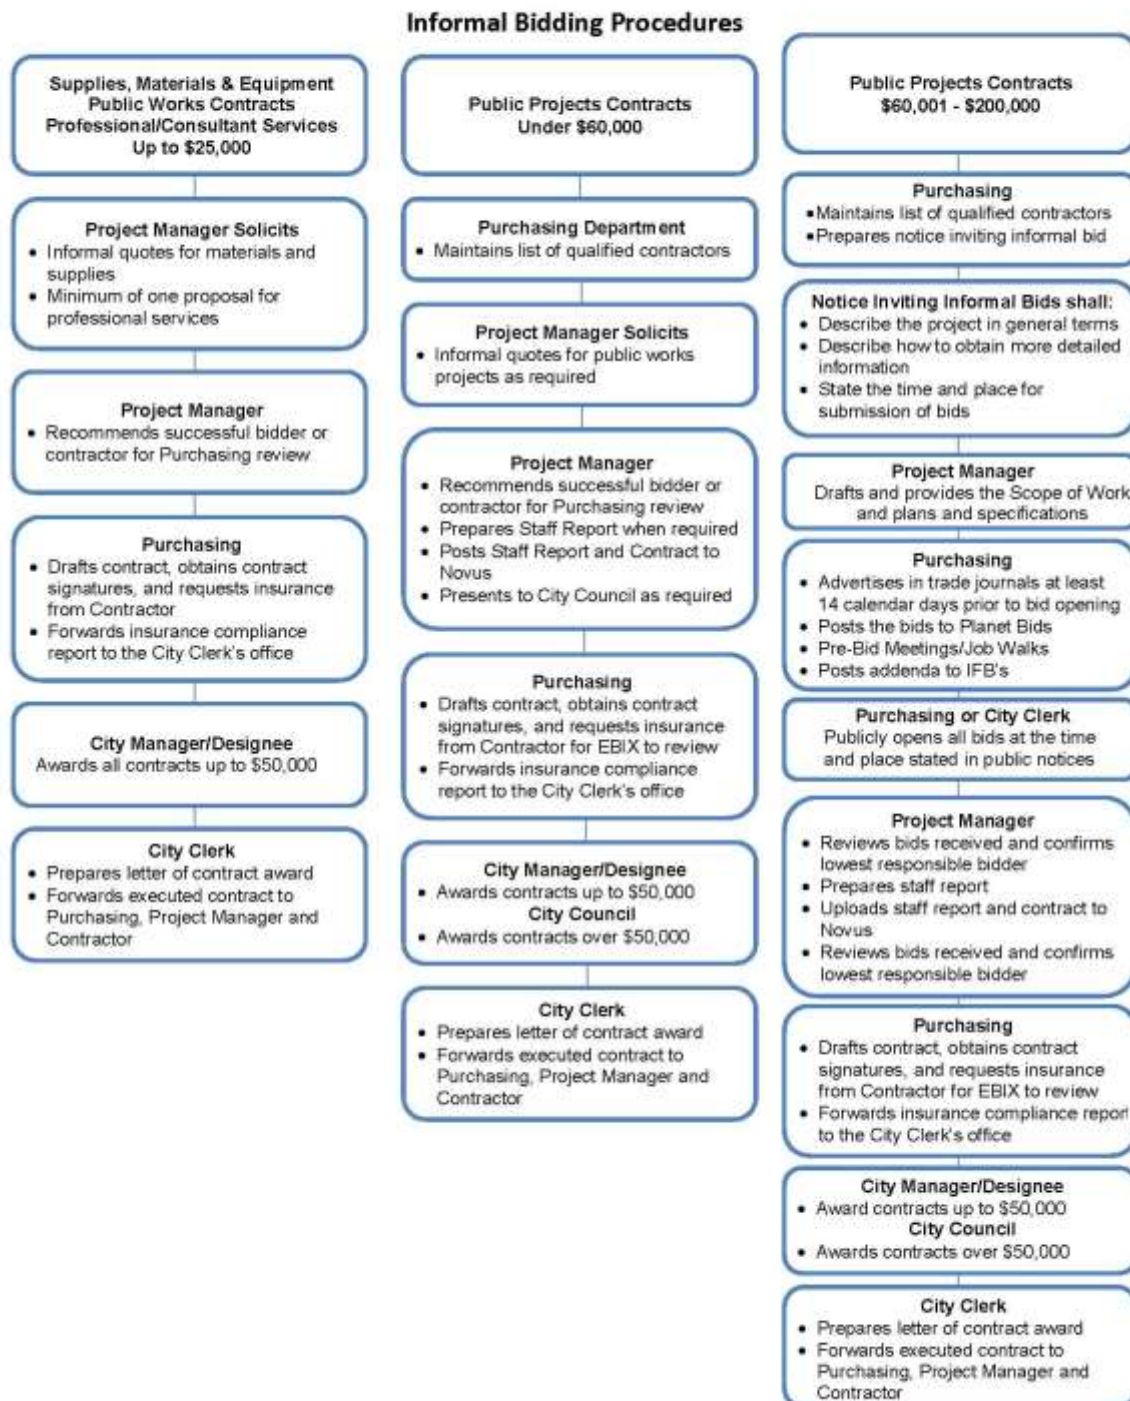 Informal Bidding Procedures
Supplies, Materials & Equipment
Public Works Contracts
Professional/Consultant Services
Up to $25,000
Project Manager Solicits
• Informal quotes for materials and
supplies
• Minimum of one proposal for
professional services
Project Manager
• Recommends successful bidder or
contractor for Purchasing review
Purchasing
• Drafts contract, obtains contract
signatures, and requests insurance
from Contractor
• Forwards insurance compliance
report to the City Clerk's office
City Manager/Designee
Awards all contracts up to $50,000
City Clerk
• Prepares letter of contract award
• Forwards executed contract to
Purchasing, Project Manager and
Contractor
Public Projects Contracts
Under $60,000
Purchasing Department
• Maintains list of qualified contractors
Project Manager Solicits
• Informal quotes for public works
projects as required
Project Manager
• Recommends successful bidder or
contractor for Purchasing review
• Prepares Staff Report when required
• Posts Staff Report and Contract to
Novus
• Presents to City Council as required
Purchasing
• Drafts contract, obtains contract
signatures, and requests insurance
from Contractor for EBIX to review
• Forwards insurance compliance
report to the City Clerk's office
City Manager/Designee
• Awards contracts up to $50,000
City Council
• Awards contracts over $50,000
City Clerk
• Prepares letter of contract award
• Forwards executed contract to
Purchasing, Project Manager and
Contractor
Public Projects Contracts
$60,001 - $200,000
Purchasing
•Maintains list of qualified contractors
•Prepares notice inviting informal bid
Notice Inviting Informal Bids shall:
• Describe the project in general terms
• Describe how to obtain more detailed
information
• State the time and place for
submission of bids
Project Manager
Drafts and provides the Scope of Work
and plans and specifications
Purchasing
• Advertises in trade journals at least
14 calendar days prior to bid opening
• Posts the bids to Planet Bids
• Pre-Bid Meetings/Job Walks
• Posts addenda to IFB's
Purchasing or City Clerk
Publicly opens all bids at the time
and place stated in public notices
Project Manager
• Reviews bids received and confirms
lowest responsible bidder
• Prepares staff report
• Uploads staff report and contract to
Novus
• Reviews bids received and confirms
lowest responsible bidder
Purchasing
• Drafts contract, obtains contract
signatures, and requests insurance
from Contractor for EBIX to review
• Forwards insurance compliance report
to the City Clerk's office
City Manager/Designee
• Award contracts up to $50,000
City Council
• Awards contracts over $50,000
City Clerk
• Prepares letter of contract award
• Forwards executed contract to
Purchasing, Project Manager and
Contractor